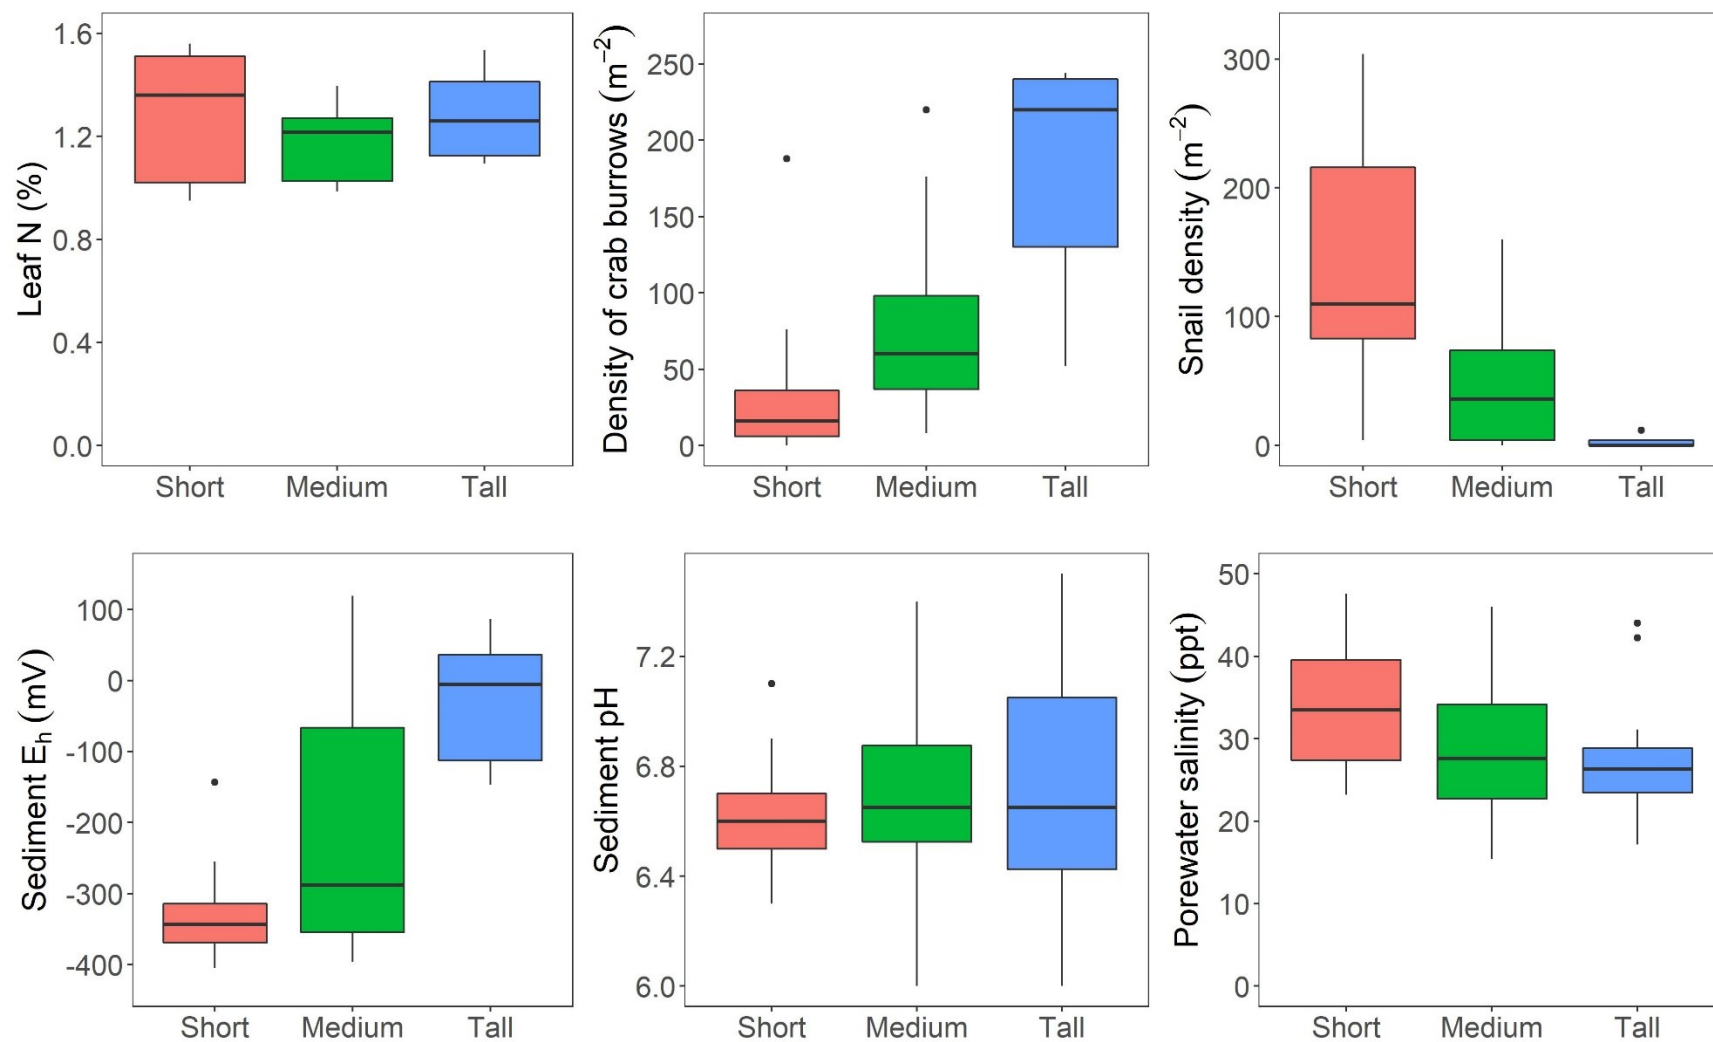 Leaf N (%)
1.6
1.2
0.8
0.4
0.0
Short Medium Tall
Density of crab burrows (m⁻²)
250
200
150
100
50
0
Short Medium Tall
Snail density (m⁻²)
300
200
100
0
Short Medium Tall
Sediment Eₕ (mV)
100
0
-100
-200
-300
-400
Short Medium Tall
Sediment pH
7.2
6.8
6.4
6.0
Short Medium Tall
Porewater salinity (ppt)
50
40
30
20
10
0
Short Medium Tall